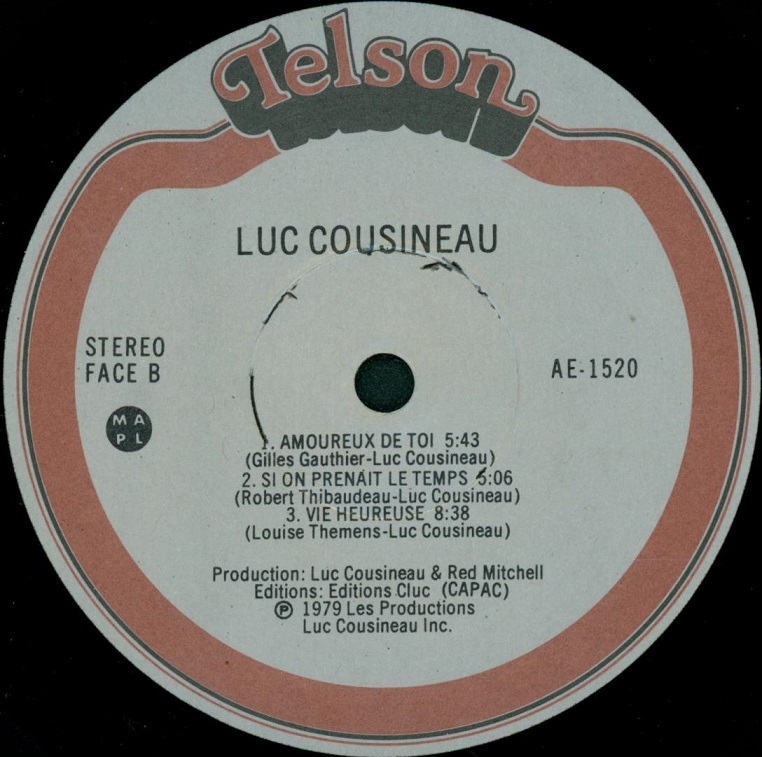 Telson
LUC COUSINEAU
STEREO
FACE B
AE-1520
MA
PL
1. AMOUREUX DE TOI 5:43
(Gilles Gauthier-Luc Cousineau)
2. SI ON PRENAIT LE TEMPS 5:06
(Robert Thibaudeau-Luc Cousineau)
3. VIE HEUREUSE 8:38
(Louise Themens-Luc Cousineau)
Production: Luc Cousineau & Red Mitchell
Editions: Editions Cluc (CAPAC)
℗ 1979 Les Productions
Luc Cousineau Inc.